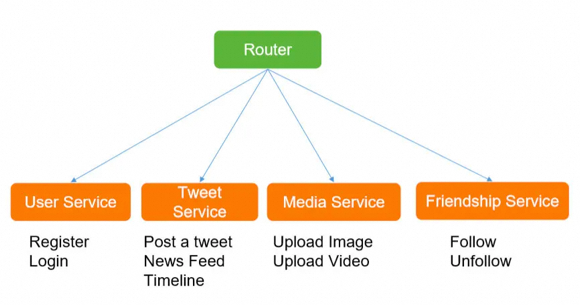 Router
User Service
Tweet
Service
Media Service
Friendship Service
Register
Login
Post a tweet
News Feed
Timeline
Upload Image
Upload Video
Follow
Unfollow